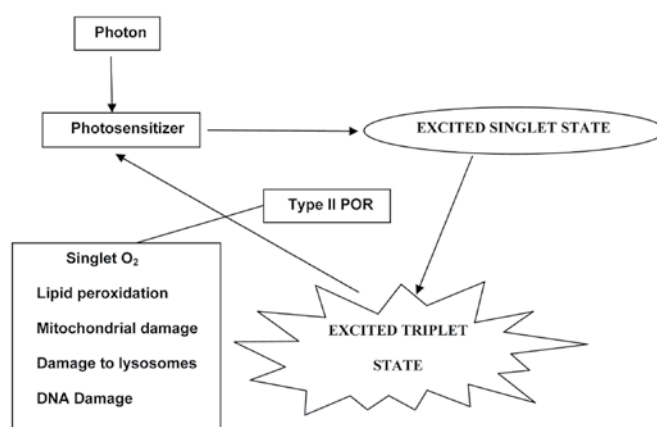 Photon
Photosensitizer
EXCITED SINGLET STATE
Type II POR
Singlet O₂
Lipid peroxidation
Mitochondrial damage
Damage to lysosomes
DNA Damage
EXCITED TRIPLET
STATE